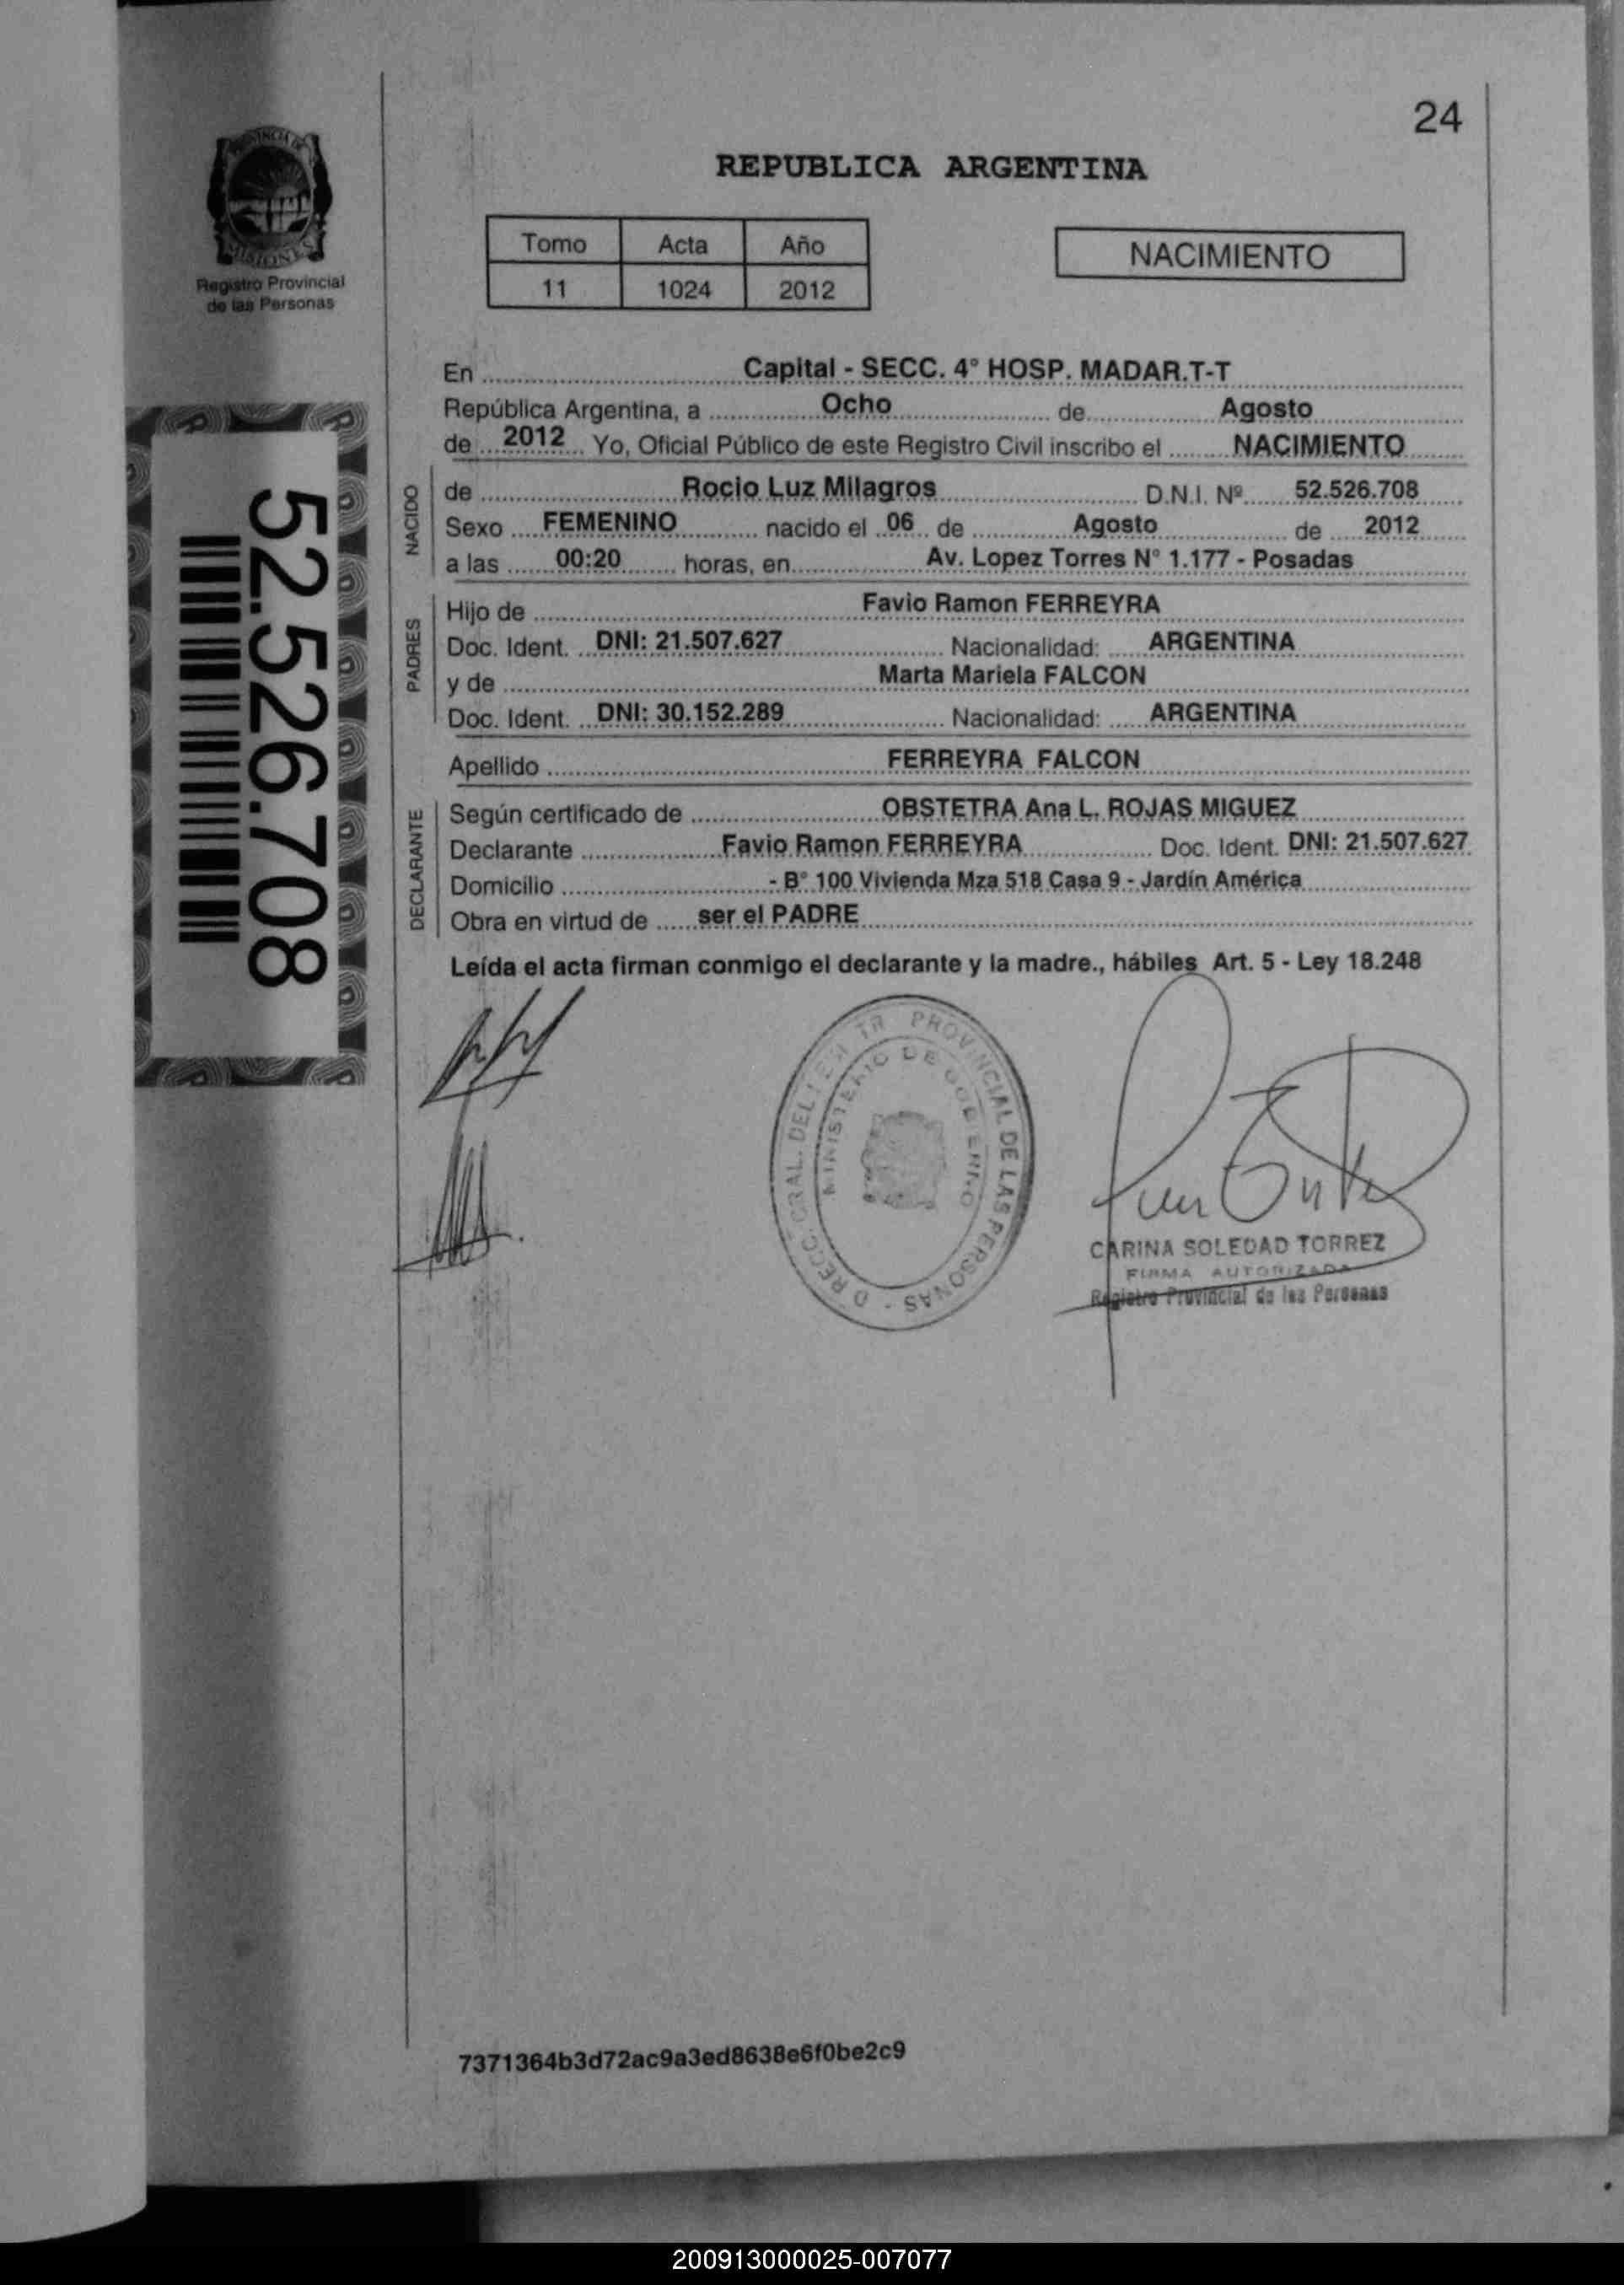 24
PROVINCIA DE
MISIONES
Registro Provincial
de las Personas
REPUBLICA ARGENTINA
Tomo Acta Año
11 1024 2012
NACIMIENTO
En Capital - SECC. 4° HOSP. MADAR.T-T
República Argentina, a Ocho de Agosto
de 2012 Yo, Oficial Público de este Registro Civil inscribo el NACIMIENTO
NACIDO
de Rocio Luz Milagros D.N.I. Nº 52.526.708
Sexo FEMENINO nacido el 06 de Agosto de 2012
a las 00:20 horas, en Av. Lopez Torres N° 1.177 - Posadas
PADRES
Hijo de Favio Ramon FERREYRA
Doc. Ident. DNI: 21.507.627 Nacionalidad: ARGENTINA
y de Marta Mariela FALCON
Doc. Ident. DNI: 30.152.289 Nacionalidad: ARGENTINA
Apellido FERREYRA FALCON
DECLARANTE
Según certificado de OBSTETRA Ana L. ROJAS MIGUEZ
Declarante Favio Ramon FERREYRA Doc. Ident. DNI: 21.507.627
Domicilio - B° 100 Vivienda Mza 518 Casa 9 - Jardín América
Obra en virtud de ser el PADRE
Leída el acta firman conmigo el declarante y la madre., hábiles Art. 5 - Ley 18.248
52.526.708
PROVINCIAL DE LAS PERSONAS
MINISTERIO DE GOBIERNO
CARINA SOLEDAD TORREZ
FIRMA AUTORIZADA
Registro Provincial de las Personas
7371364b3d72ac9a3ed8638e6f0be2c9
200913000025-007077